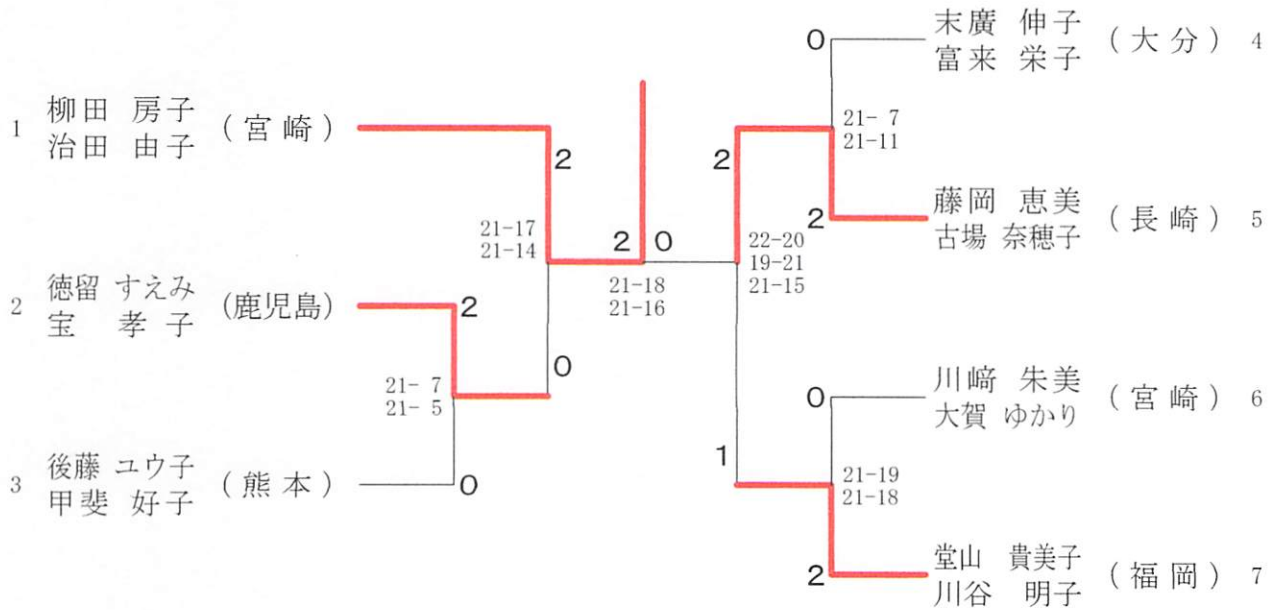 1 柳田 房子 (宮崎)
治田 由子
2 徳留 すえみ (鹿児島)
宝 孝子
3 後藤 ユウ子 (熊本)
甲斐 好子
2
21-17
21-14
2
0
21- 7
21- 5
0
2 0
21-18
21-16
2
22-20
19-21
21-15
1
0
21- 7
21-11
2
0
21-19
21-18
2
末廣 伸子 (大分) 4
富来 栄子
藤岡 恵美 (長崎) 5
古場 奈穂子
川﨑 朱美 (宮崎) 6
大賀 ゆかり
堂山 貴美子 (福岡) 7
川谷 明子